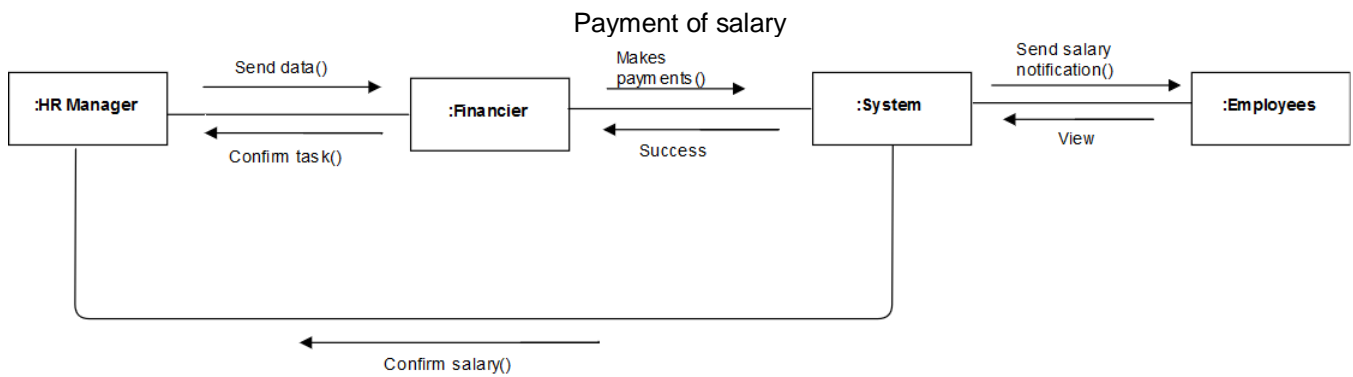 Payment of salary
:HR Manager
Send data()
Confirm task()
:Financier
Makes
payments()
Success
:System
Send salary
notification()
View
:Employees
Confirm salary()